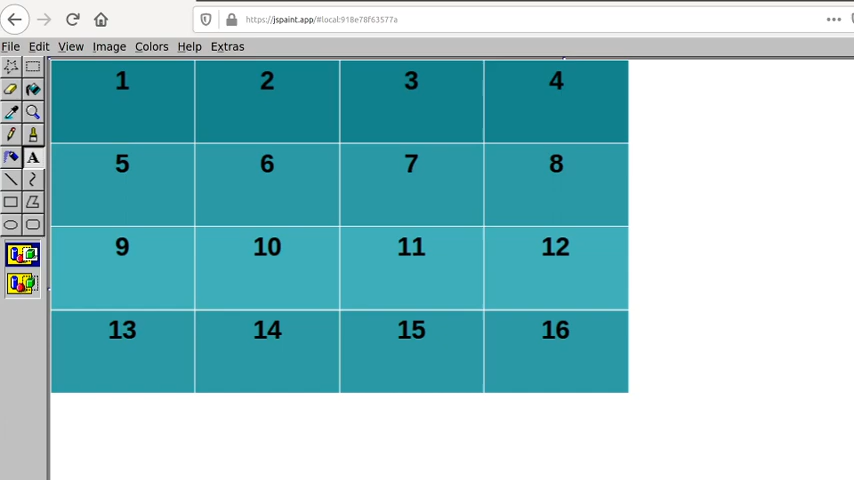 https://jspaint.app/#local:918e78f63577a
File Edit View Image Colors Help Extras
A
1 2 3 4
5 6 7 8
9 10 11 12
13 14 15 16